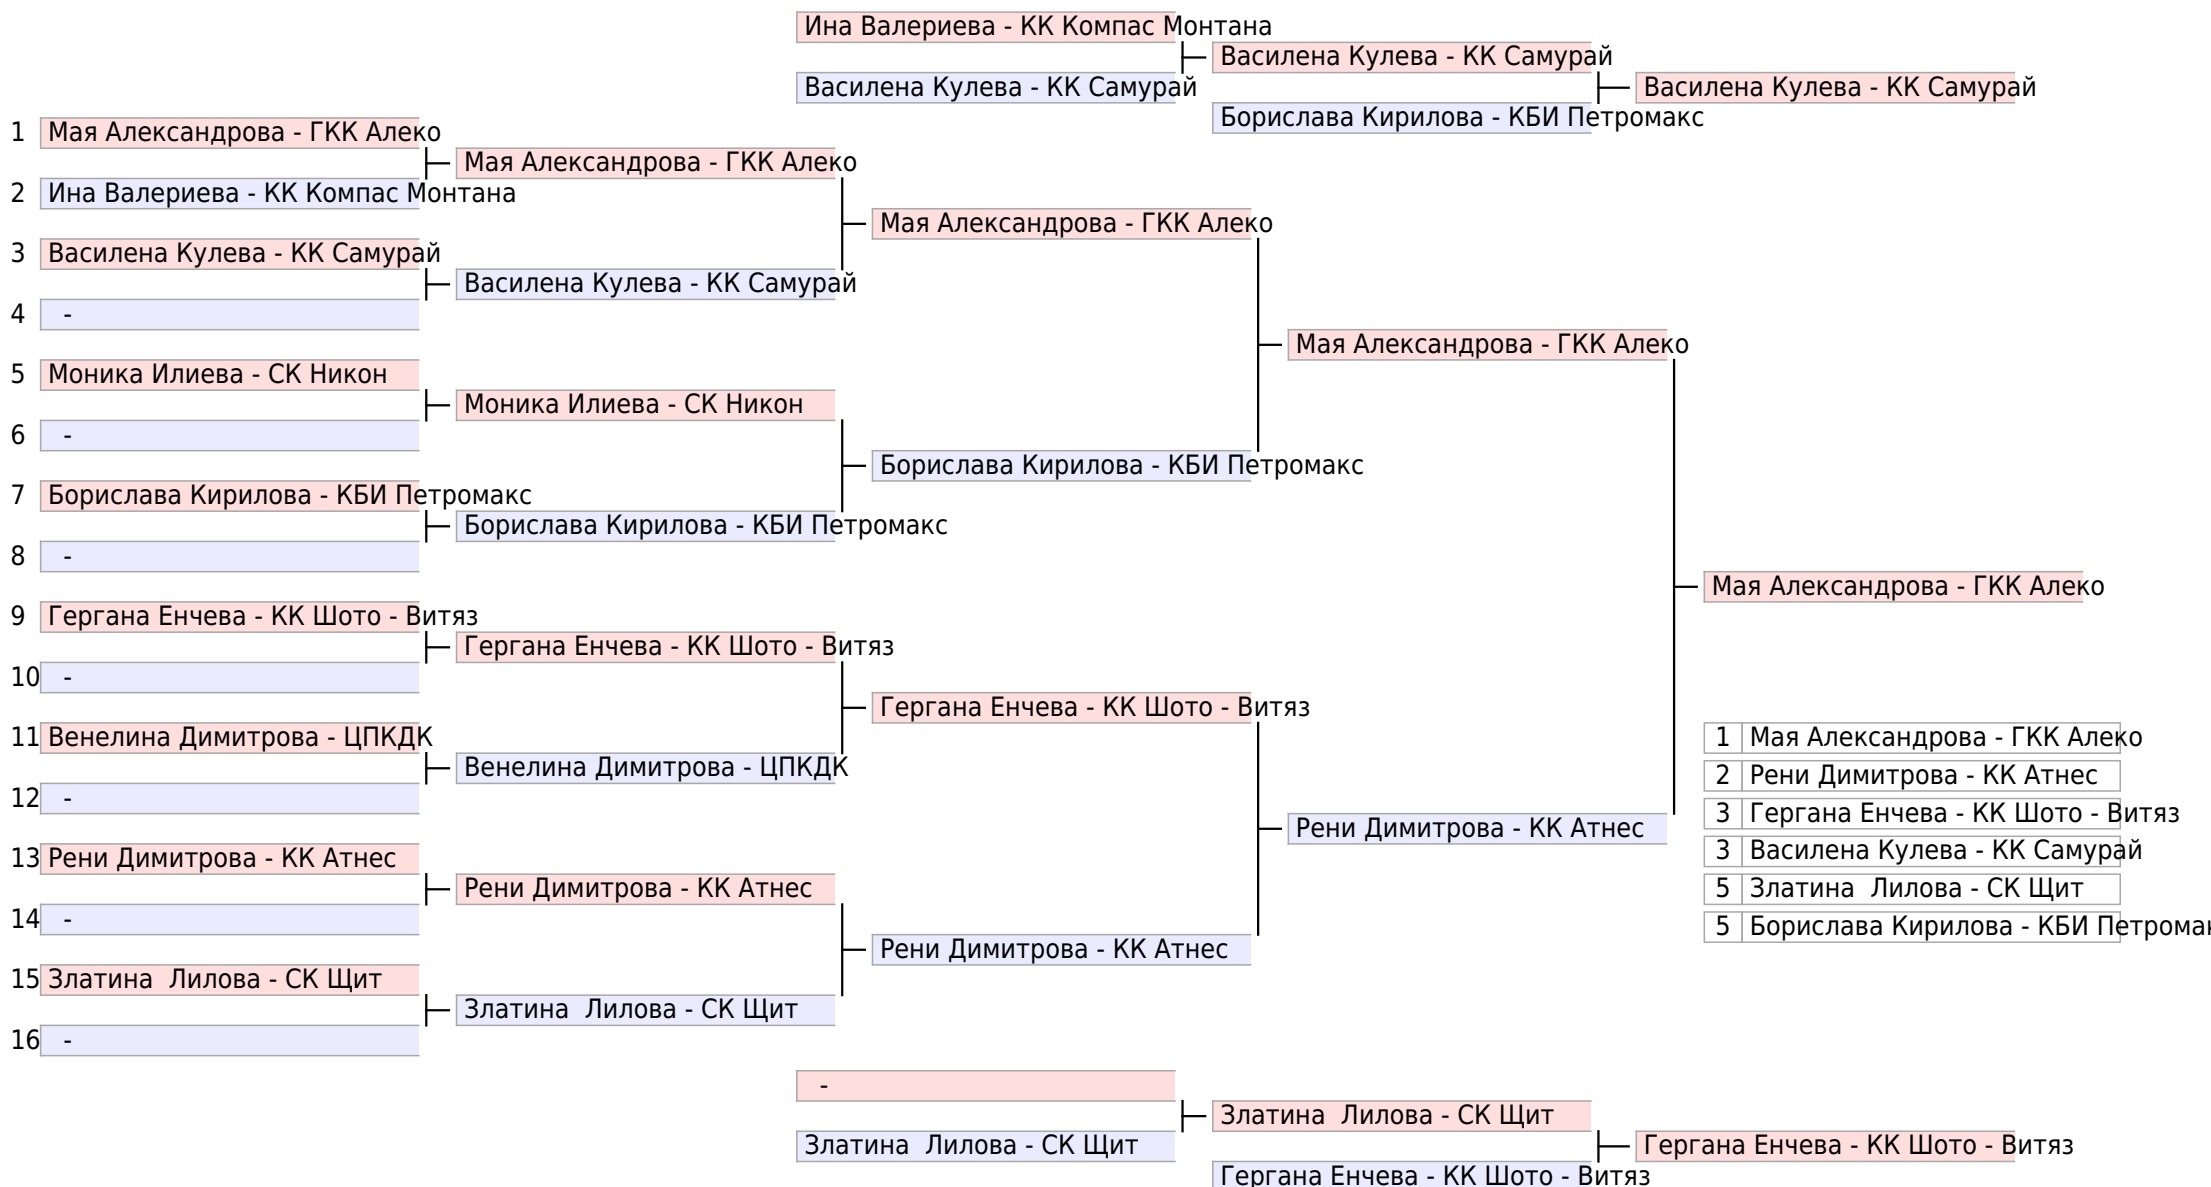 Ина Валериева - КК Компас Монтана
Василена Кулева - КК Самурай
Василена Кулева - КК Самурай
Василена Кулева - КК Самурай
Борислава Кирилова - КБИ Петромакс
1 Мая Александрова - ГКК Алеко
Мая Александрова - ГКК Алеко
2 Ина Валериева - КК Компас Монтана
Мая Александрова - ГКК Алеко
3 Василена Кулева - КК Самурай
Василена Кулева - КК Самурай
4 -
Мая Александрова - ГКК Алеко
5 Моника Илиева - СК Никон
Моника Илиева - СК Никон
6 -
Борислава Кирилова - КБИ Петромакс
7 Борислава Кирилова - КБИ Петромакс
Борислава Кирилова - КБИ Петромакс
8 -
Мая Александрова - ГКК Алеко
9 Гергана Енчева - КК Шото - Витяз
Гергана Енчева - КК Шото - Витяз
10 -
Гергана Енчева - КК Шото - Витяз
11 Венелина Димитрова - ЦПКДК
Венелина Димитрова - ЦПКДК
12 -
Рени Димитрова - КК Атнес
13 Рени Димитрова - КК Атнес
Рени Димитрова - КК Атнес
14 -
Рени Димитрова - КК Атнес
15 Златина Лилова - СК Щит
Златина Лилова - СК Щит
16 -
1 Мая Александрова - ГКК Алеко
2 Рени Димитрова - КК Атнес
3 Гергана Енчева - КК Шото - Витяз
3 Василена Кулева - КК Самурай
5 Златина Лилова - СК Щит
5 Борислава Кирилова - КБИ
-
Златина Лилова - СК Щит
Златина Лилова - СК Щит
Гергана Енчева - КК Шото - Витяз
Гергана Енчева - КК Шото - Витяз